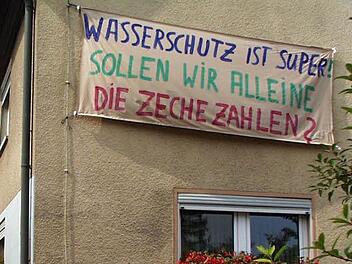 WASSERSCHUTZ IST SUPER!
SOLLEN WIR ALLEINE
DIE ZECHE ZAHLEN?